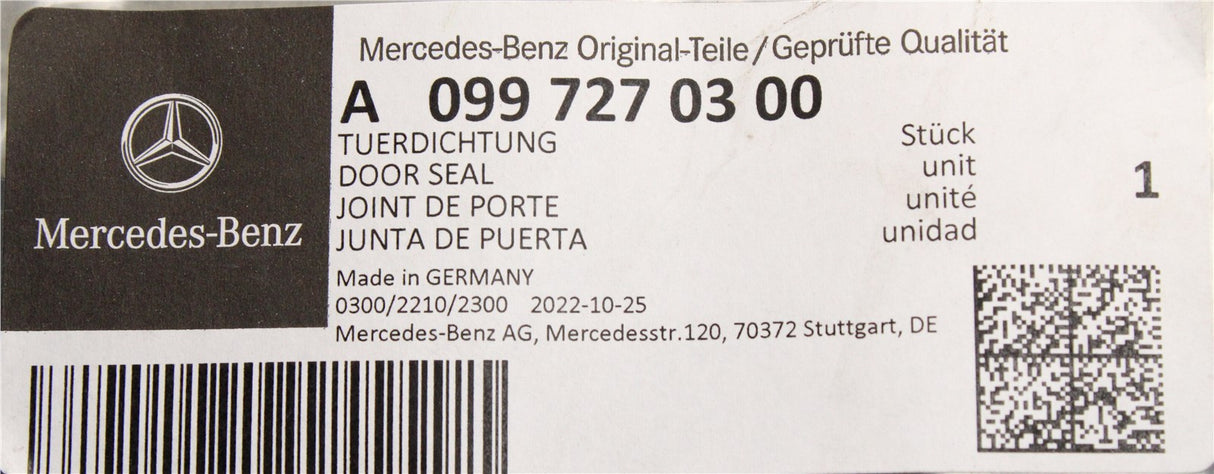 Mercedes-Benz
Mercedes-Benz Original-Teile/Geprüfte Qualität
A 099 727 03 00
TUERDICHTUNG
DOOR SEAL
JOINT DE PORTE
JUNTA DE PUERTA
Stück
unit
unité
unidad
1
Made in GERMANY
0300/2210/2300 2022-10-25
Mercedes-Benz AG, Mercedesstr.120, 70372 Stuttgart, DE